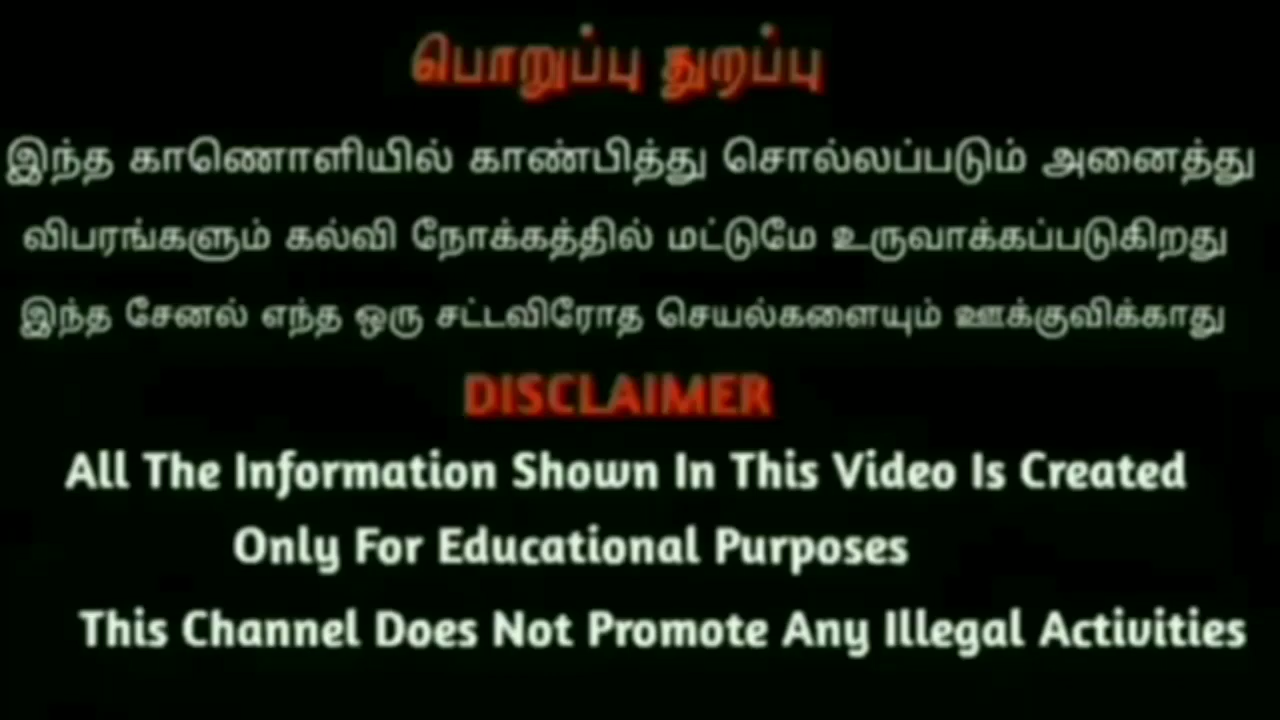 பொறுப்பு துறப்பு
இந்த காணொளியில் காண்பித்து சொல்லப்படும் அனைத்து
விபரங்களும் கல்வி நோக்கத்தில் மட்டுமே உருவாக்கப்படுகிறது
இந்த சேனல் எந்த ஒரு சட்டவிரோத செயல்களையும் ஊக்குவிக்காது
DISCLAIMER
All The Information Shown In This Video Is Created
Only For Educational Purposes
This Channel Does Not Promote Any Illegal Activities